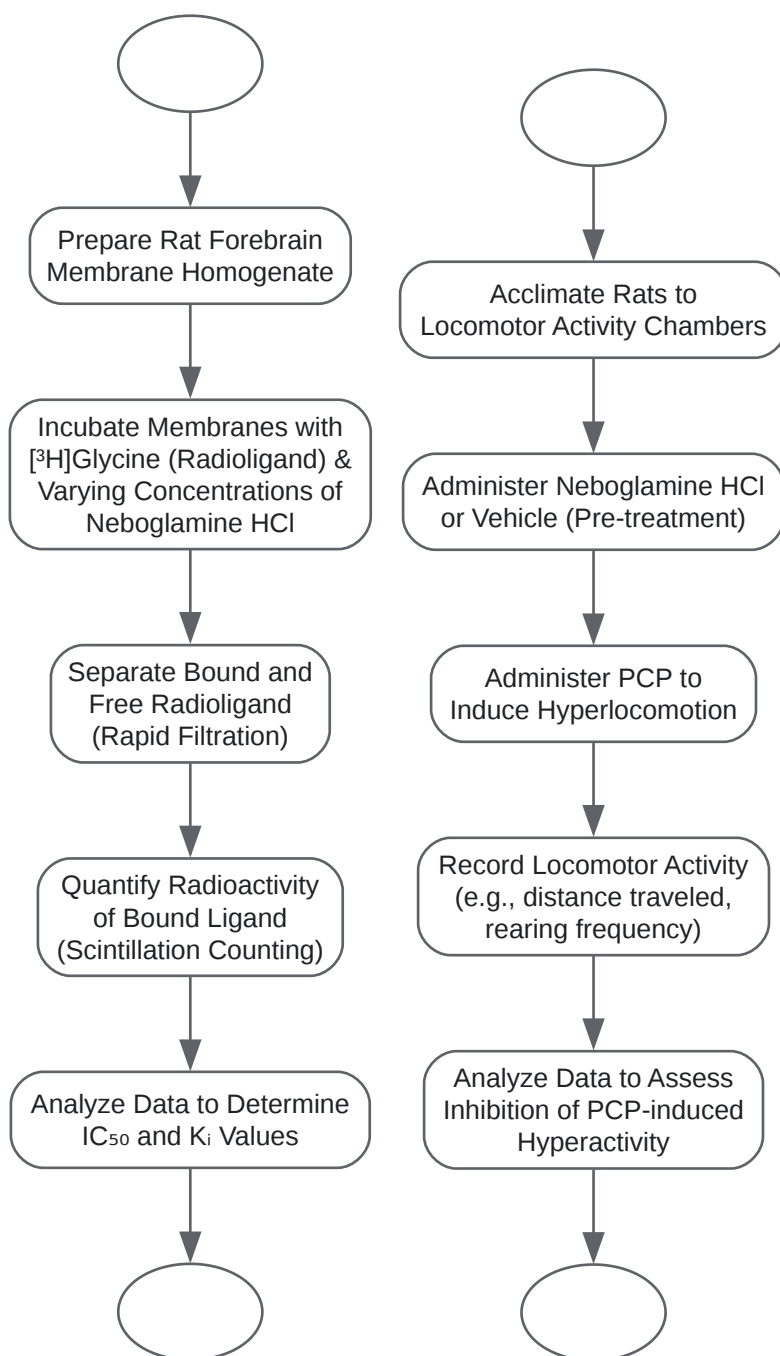 Prepare Rat Forebrain
Membrane Homogenate
Incubate Membranes with
[³H]Glycine (Radioligand) &
Varying Concentrations of
Neboglamine HCl
Separate Bound and
Free Radioligand
(Rapid Filtration)
Quantify Radioactivity
of Bound Ligand
(Scintillation Counting)
Analyze Data to Determine
IC₅₀ and Kᵢ Values
Acclimate Rats to
Locomotor Activity Chambers
Administer Neboglamine HCl
or Vehicle (Pre-treatment)
Administer PCP to
Induce Hyperlocomotion
Record Locomotor Activity
(e.g., distance traveled,
rearing frequency)
Analyze Data to Assess
Inhibition of PCP-induced
Hyperactivity